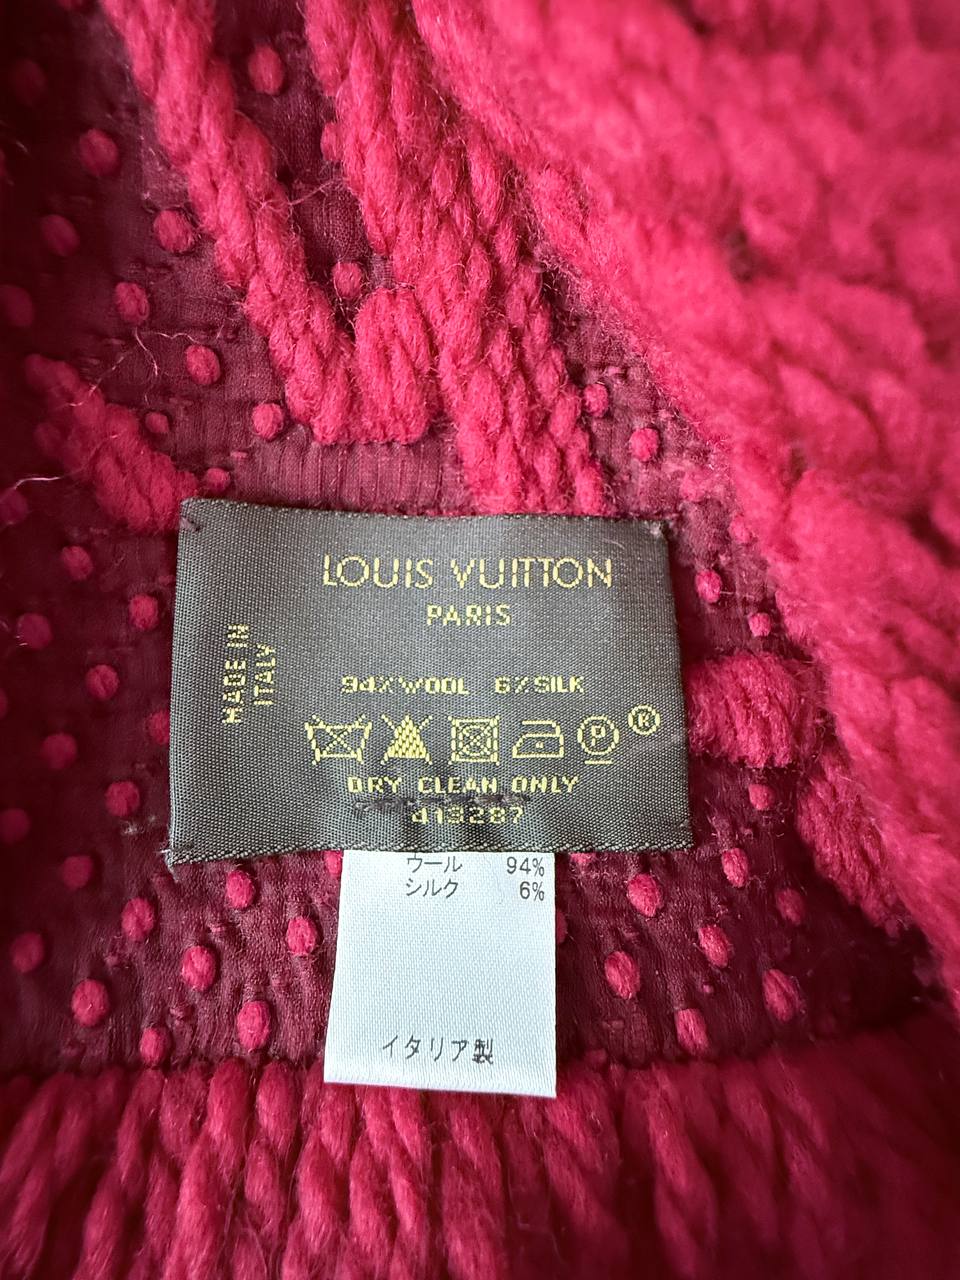 LOUIS VUITTON
PARIS
MADE IN
ITALY
94% WOOL 6% SILK
P ®
DRY CLEAN ONLY
413287
ウール 94%
シルク 6%
イタリア製